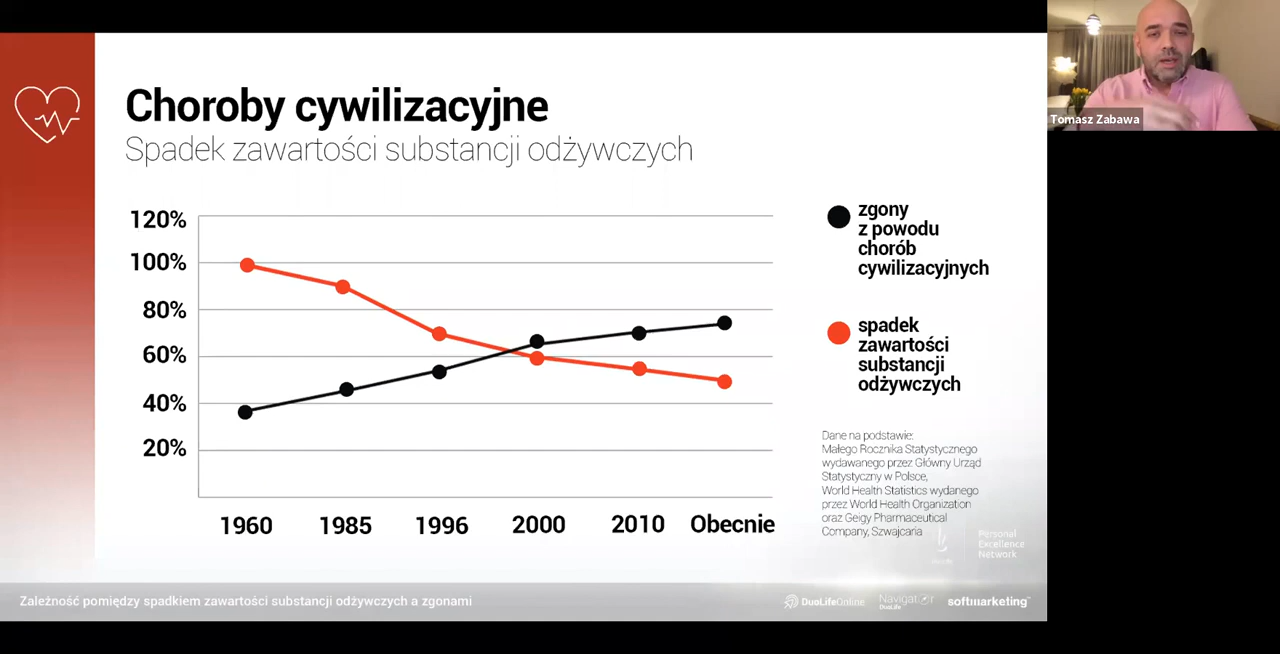 Choroby cywilizacyjne
Spadek zawartości substancji odżywczych
120%
100%
80%
60%
40%
20%
1960
1985
1996
2000
2010
Obecnie
zgony
z powodu
chorób
cywilizacyjnych
spadek
zawartości
substancji
odżywczych
Dane na podstawie:
Małego Rocznika Statystycznego
wydawanego przez Główny Urząd
Statystyczny w Polsce,
World Health Statistics wydanego
przez World Health Organization
oraz Geigy Pharmaceutical
Company, Szwajcaria
Personal
Excellence
Network
Zależność pomiędzy spadkiem zawartości substancji odżywczych a zgonami
DuoLifeOnline
Navigator
DuoLife
softmarketing
Tomasz Zabawa